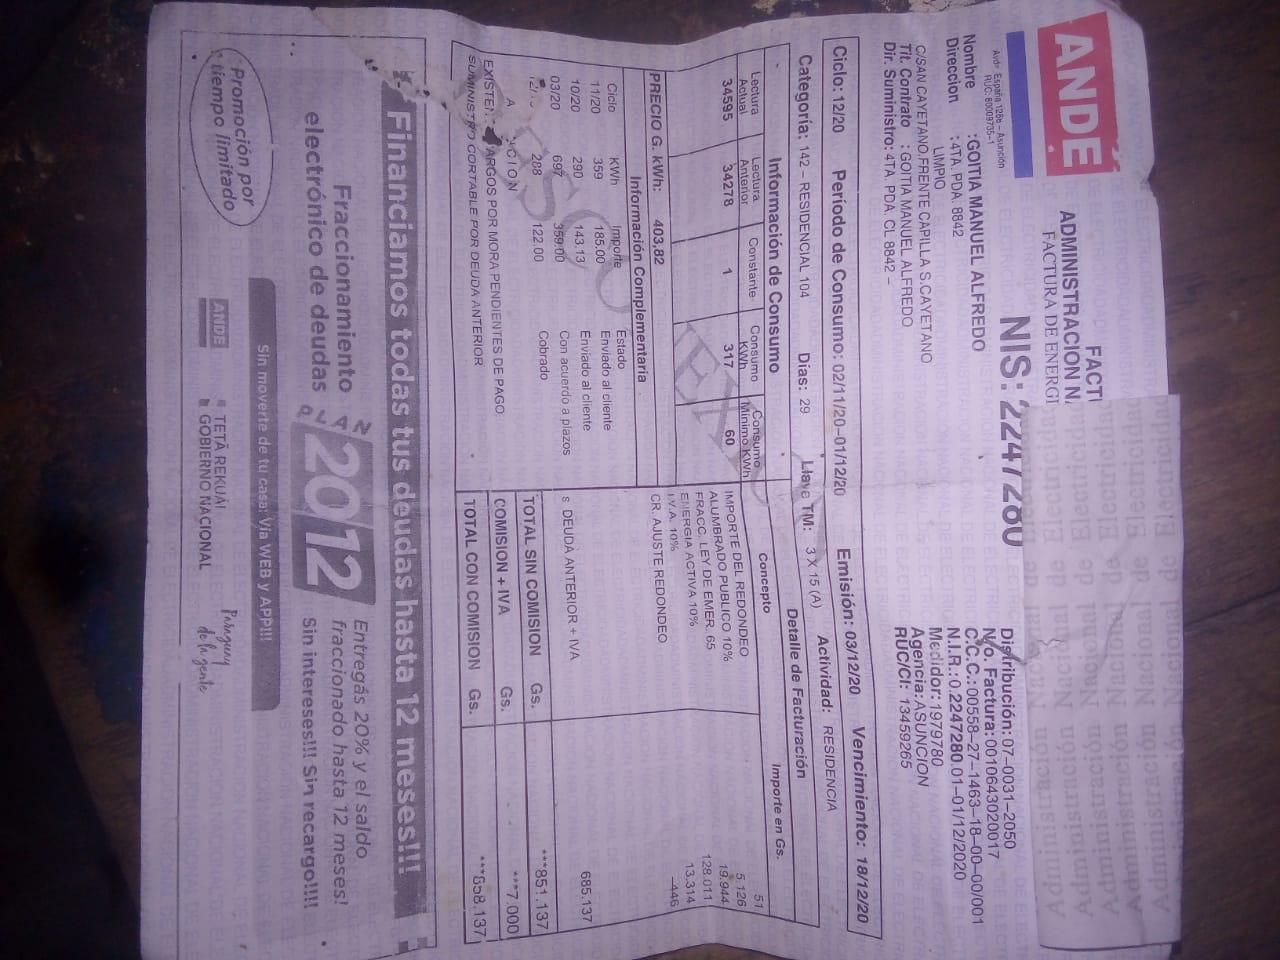 ANDE
Avda España 1268 - Asunción
RUC: 80009735-1
FACT
ADMINISTRACION NA
FACTURA DE ENERGI
NIS: 2247280
Nombre :GOITIA MANUEL ALFREDO
Direccion :4TA. PDA. 8842
LIMPIO
C/SAN CAYETANO,FRENTE CAPILLA S.CAYETANO
Tit. Contrato : GOITIA MANUEL ALFREDO
Dir. Suministro: 4TA. PDA. CL 8842 -
Distribución: 07-0031-2050
No. Factura: 0010643020017
C.C.C.: 00558-27-1463-18-00-00/001
N.I.R.: 0 2247280 01-01/12/2020
Medidor: 1979780
Agencia: ASUNCION
RUC/CI: 13459265
Ciclo: 12/20 Período de Consumo: 02/11/20-01/12/20 Emisión: 03/12/20 Vencimiento: 18/12/20
Categoría: 142 - RESIDENCIAL 104 Dias: 29 Llave TM: 3 X 15 (A) Actividad: RESIDENCIA
Información de Consumo
Lectura Actual Lectura Anterior Constante Consumo KWh Consumo Mínimo KWh
34595 34278 1 317 60
PRECIO G. kWh: 403,82
Información Complementaria
Ciclo KWh Importe Estado
11/20 359 185.00 Enviado al cliente
10/20 290 143.13 Enviado al cliente
03/20 697 359.00 Con acuerdo a plazos
288 122.00 Cobrado
EXISTEN CARGOS POR MORA PENDIENTES DE PAGO
SUMINISTRO CORTABLE POR DEUDA ANTERIOR
Detalle de Facturación
Concepto Importe en Gs.
IMPORTE DEL REDONDEO 51
ALUMBRADO PUBLICO 10% 5.126
FRACC. LEY DE EMER. 65 19.944
ENERGIA ACTIVA 10% 128.011
I.V.A. 10% 13.314
CR. AJUSTE REDONDEO -446
DEUDA ANTERIOR + IVA 685.137
TOTAL SIN COMISION Gs. ***851.137
COMISION + IVA Gs. ***7.000
TOTAL CON COMISION Gs. ***858.137
Financiamos todas tus deudas hasta 12 meses!!!
Promoción por
tiempo limitado
Fraccionamiento
electrónico de deudas
PLAN
2012
Entregás 20% y el saldo
fraccionado hasta 12 meses!
Sin intereses!!! Sin recargo!!!!
Sin moverte de tu casa: Vía WEB y APP!!!
ANDE
TETÃ REKUÁI
GOBIERNO NACIONAL
Paraguay
de la gente